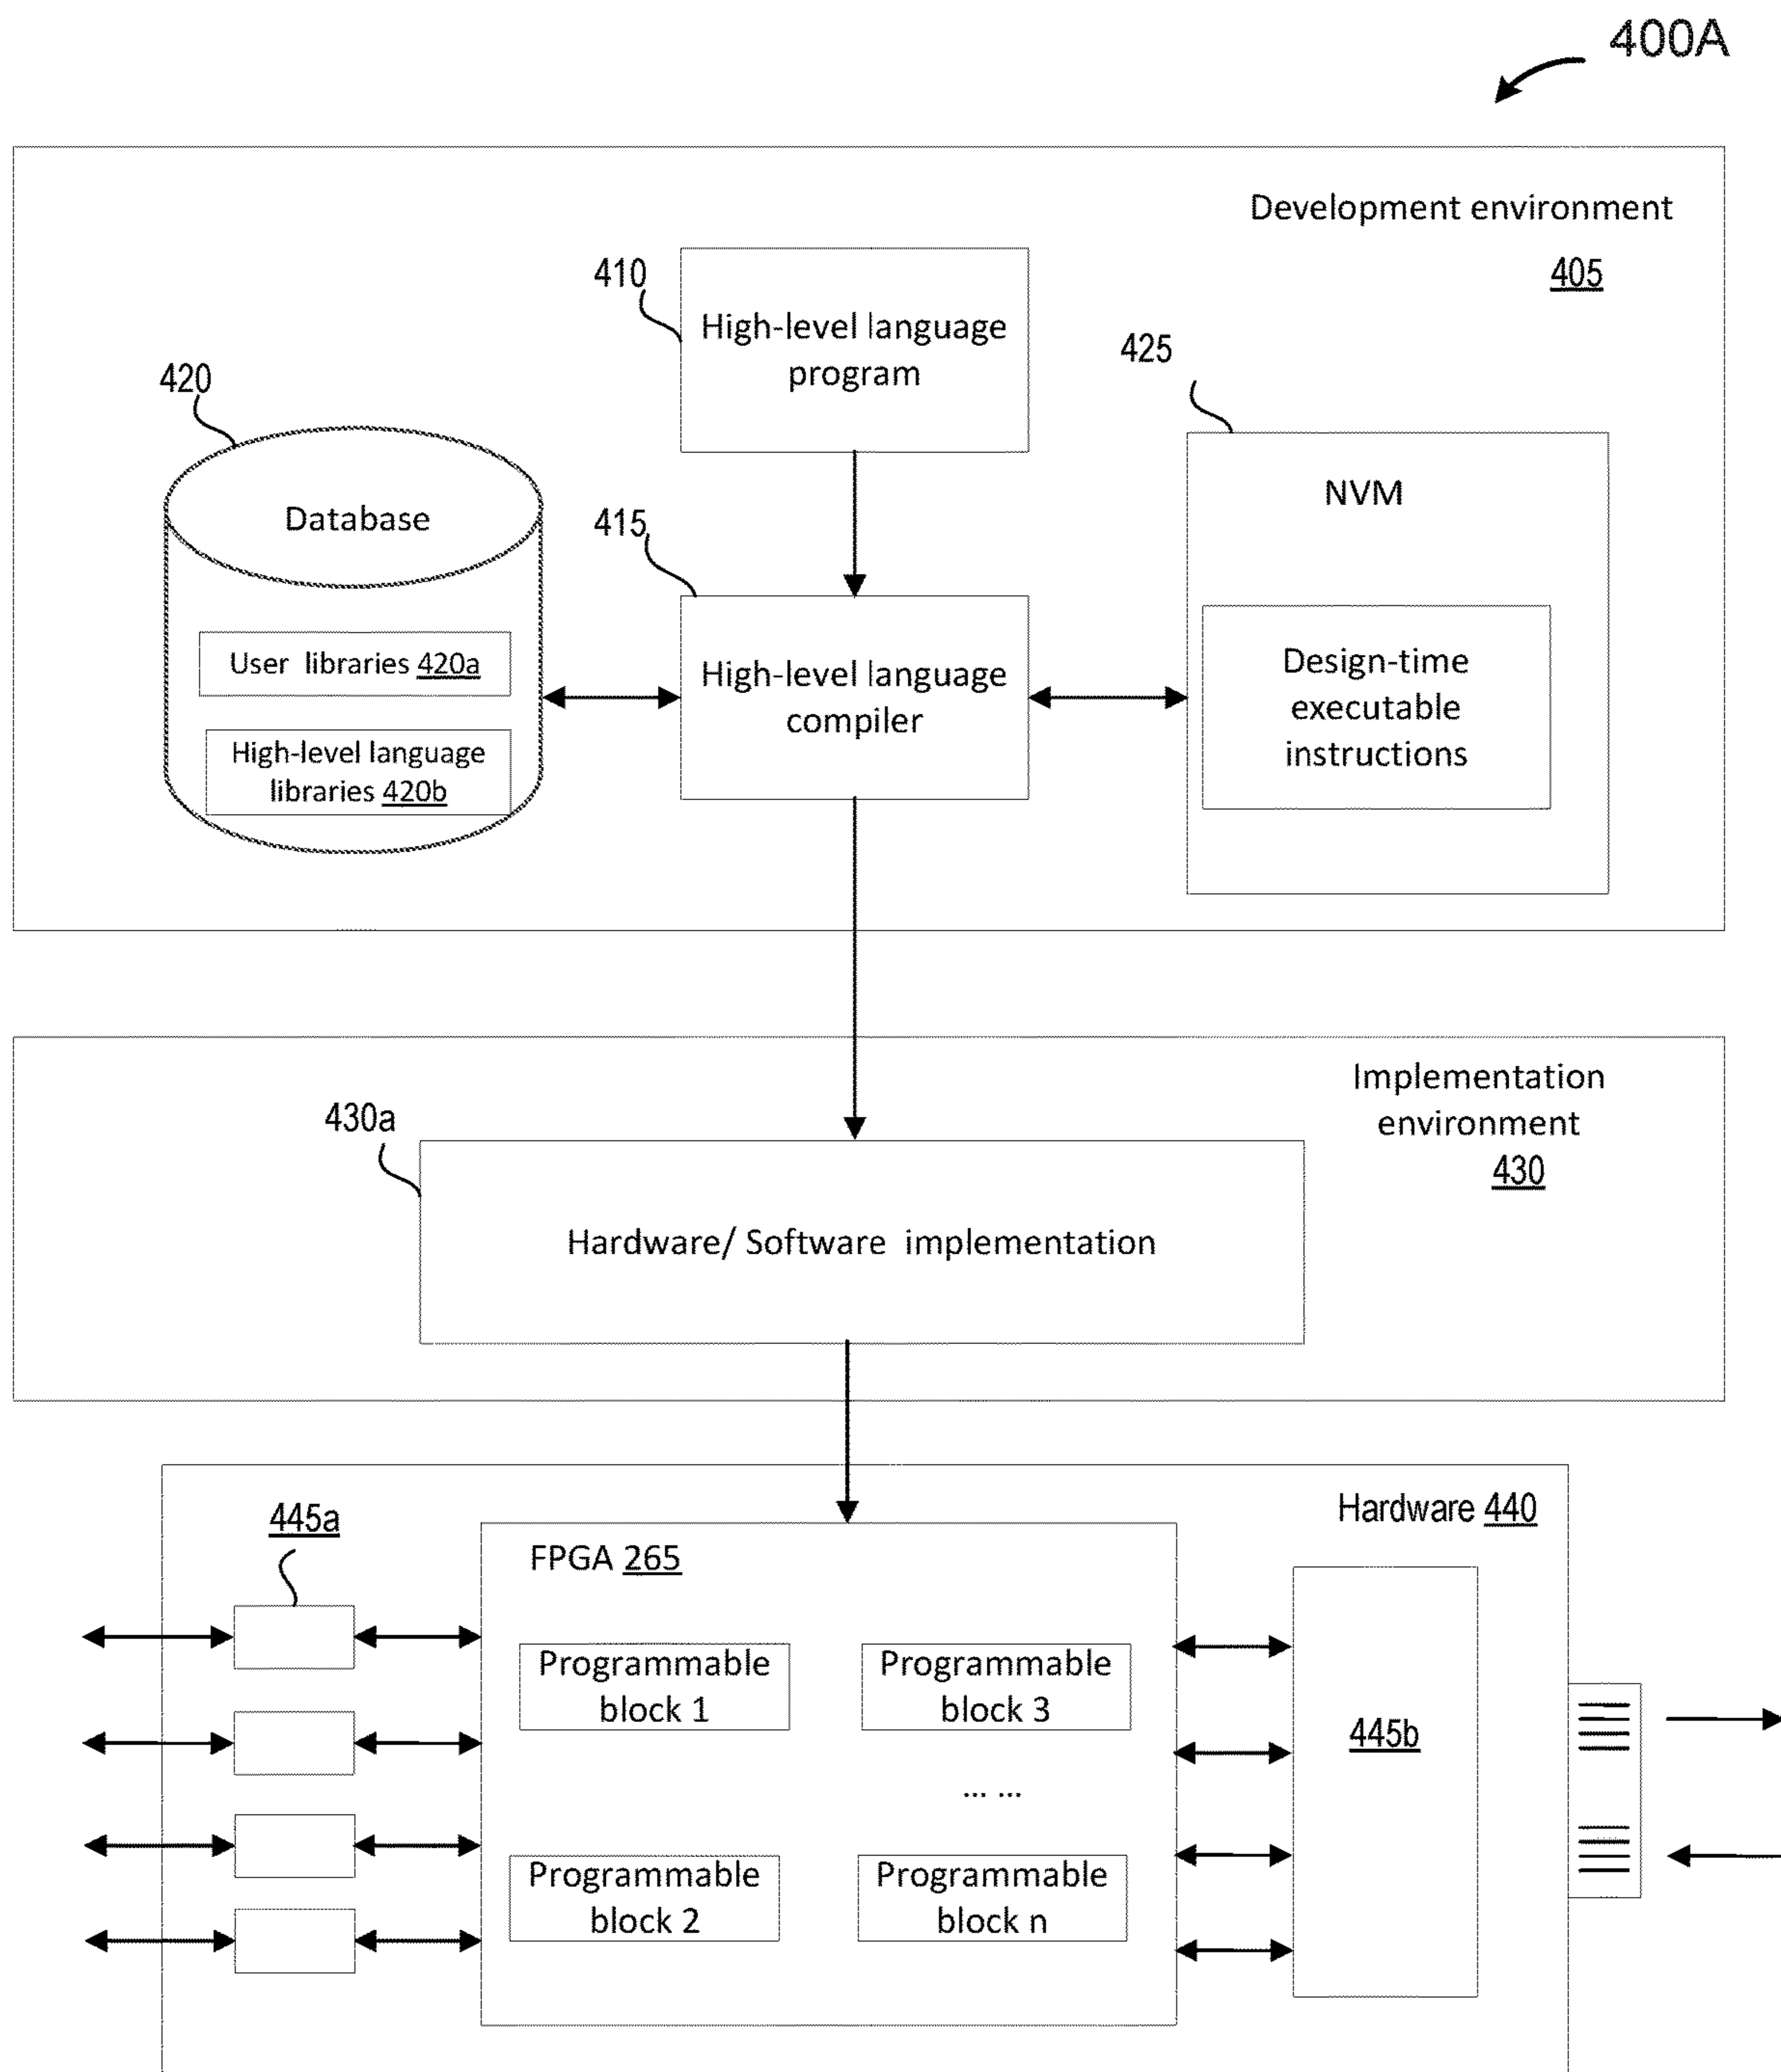 400A
Development environment
405
410
High-level language
program
425
420
NVM
Database
415
User libraries 420a
High-level language
libraries 420b
High-level language
compiler
Design-time
executable
instructions
Implementation
environment
430
430a
Hardware/ Software implementation
Hardware 440
445a
FPGA 265
Programmable
block 1
Programmable
block 3
445b
... ...
Programmable
block 2
Programmable
block n